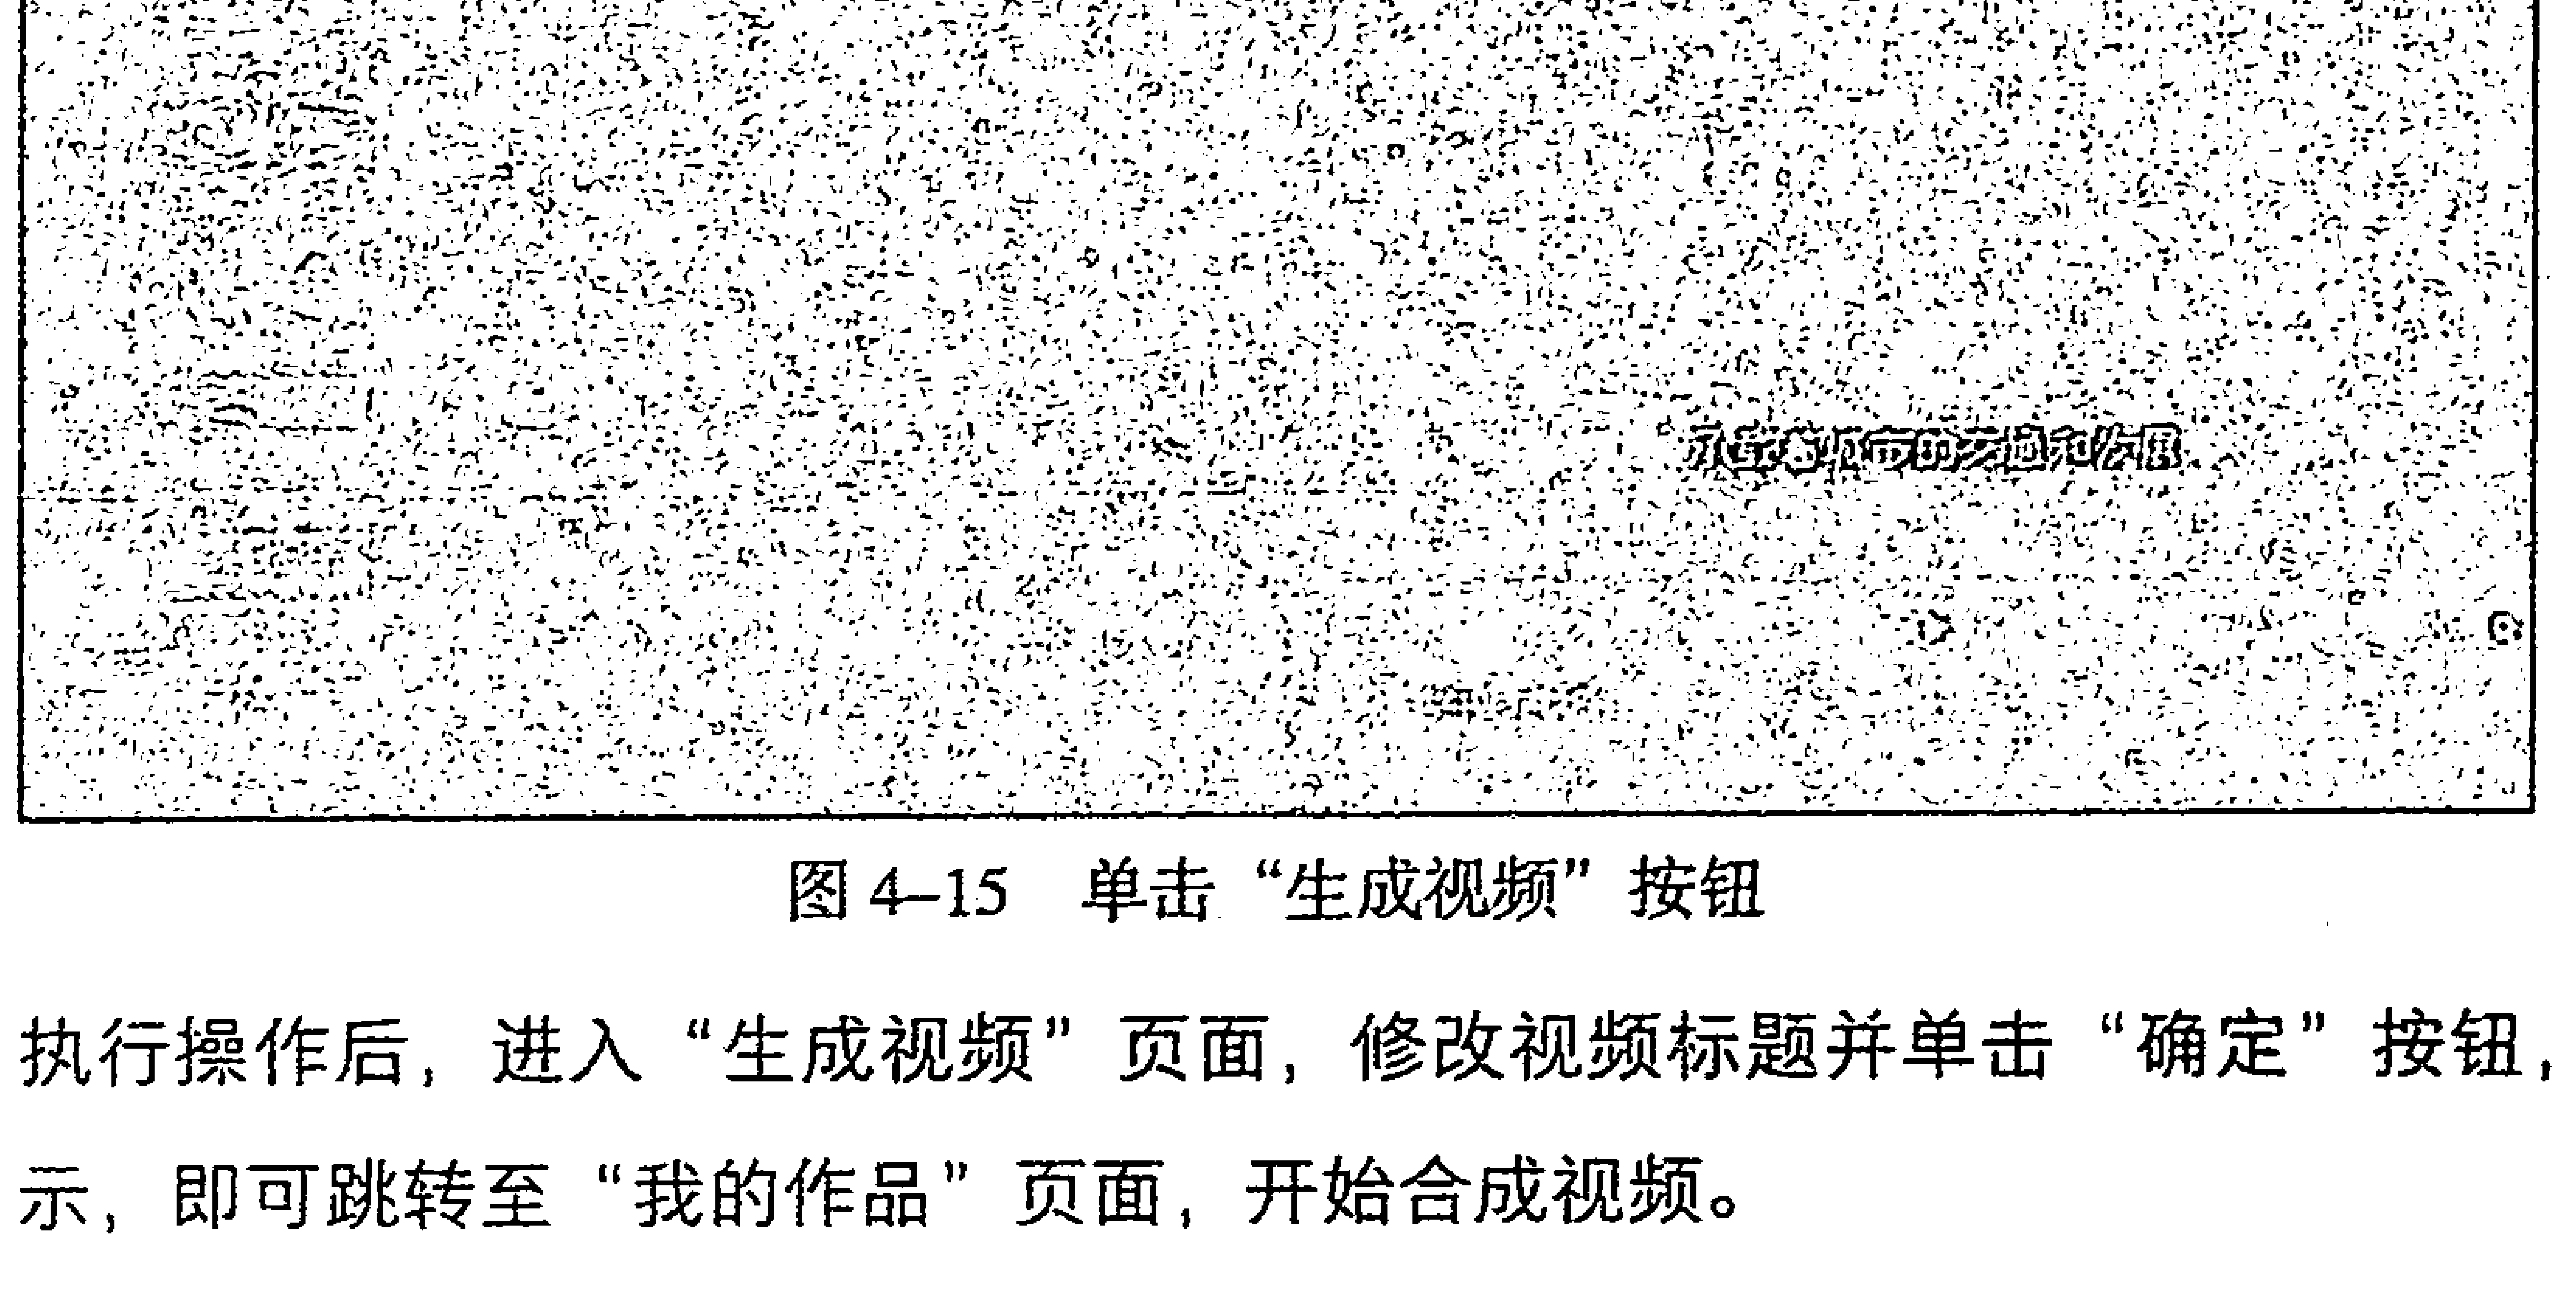 图 4–15 单击“生成视频”按钮
执行操作后，进入“生成视频”页面，修改视频标题并单击“确定”按钮，
示，即可跳转至“我的作品”页面，开始合成视频。